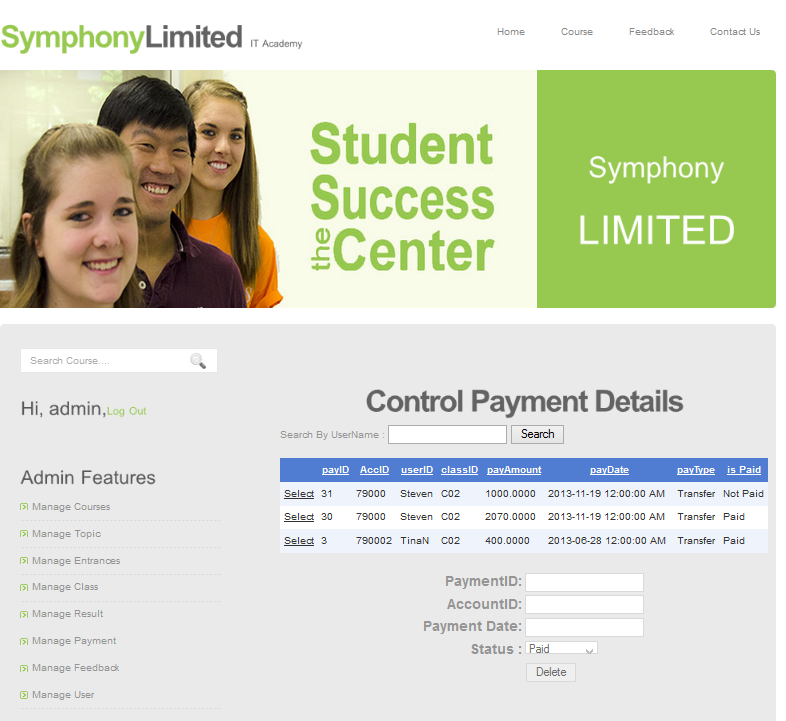 SymphonyLimited IT Academy
Home Course Feedback Contact Us
Student
Success
the Center
Symphony
LIMITED
Search Course....
Hi, admin,Log Out
Admin Features
Manage Courses
Manage Topic
Manage Entrances
Manage Class
Manage Result
Manage Payment
Manage Feedback
Manage User
Control Payment Details
Search By UserName : Search
payID AccID userID classID payAmount payDate payType is Paid
Select 31 79000 Steven C02 1000.0000 2013-11-19 12:00:00 AM Transfer Not Paid
Select 30 79000 Steven C02 2070.0000 2013-11-19 12:00:00 AM Transfer Paid
Select 3 790002 TinaN C02 400.0000 2013-06-28 12:00:00 AM Transfer Paid
PaymentID:
AccountID:
Payment Date:
Status : Paid
Delete